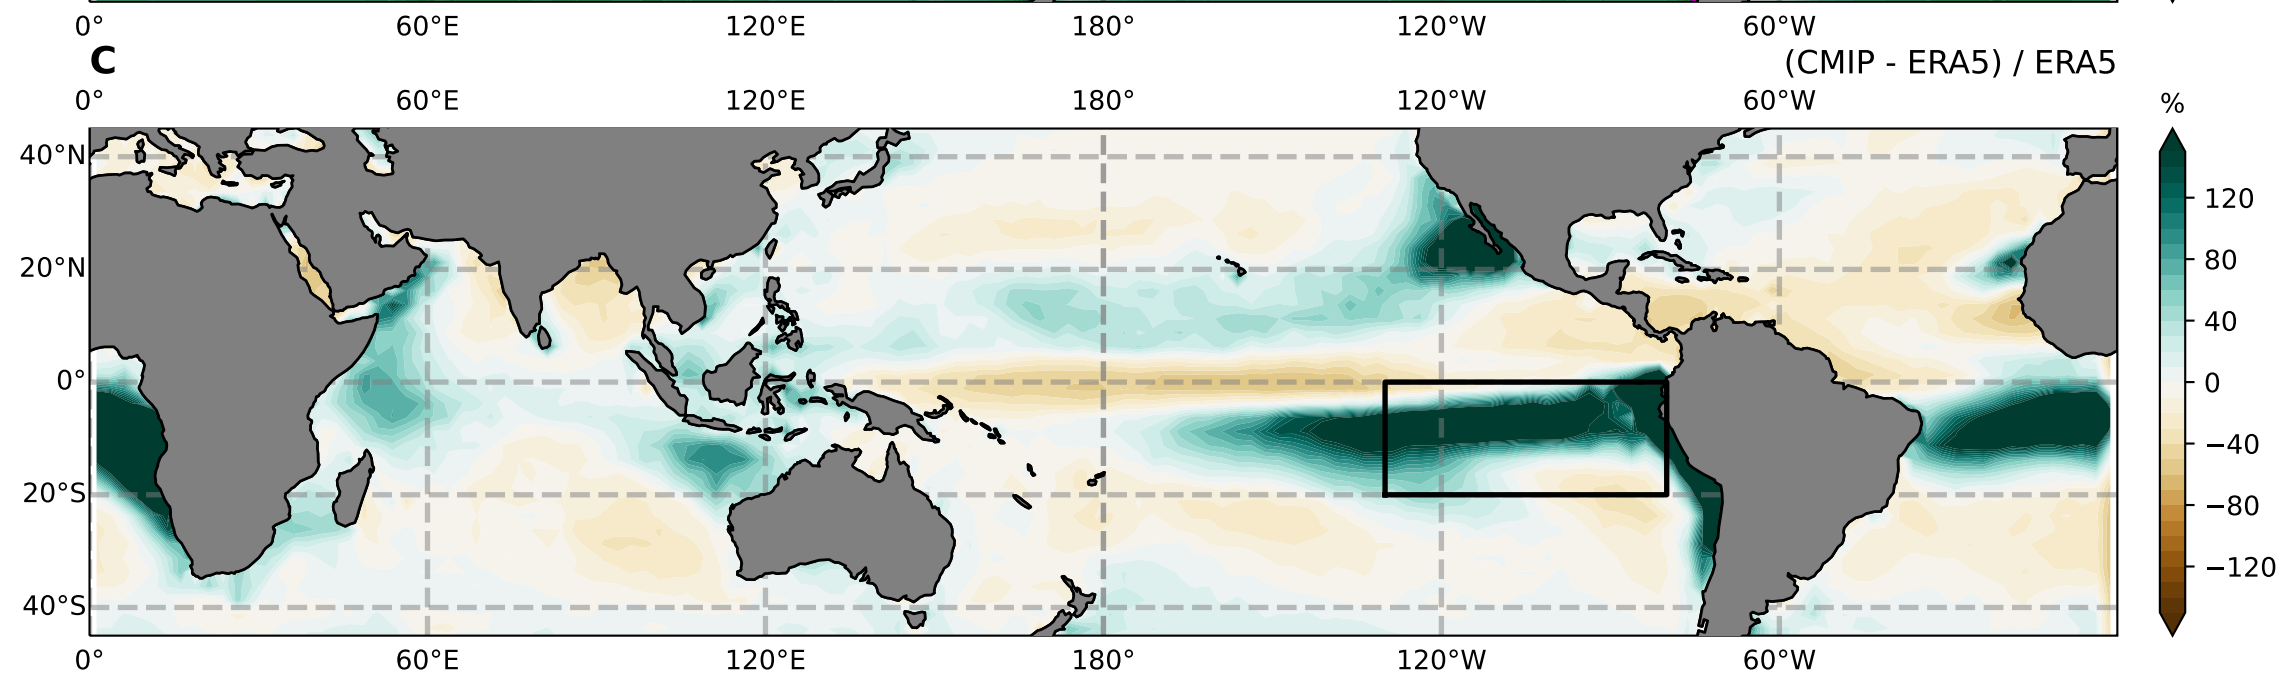 0° 60°E 120°E 180° 120°W 60°W
C (CMIP - ERA5) / ERA5
0° 60°E 120°E 180° 120°W 60°W
%
40°N
20°N
0°
20°S
40°S
120
80
40
0
−40
−80
−120
0° 60°E 120°E 180° 120°W 60°W